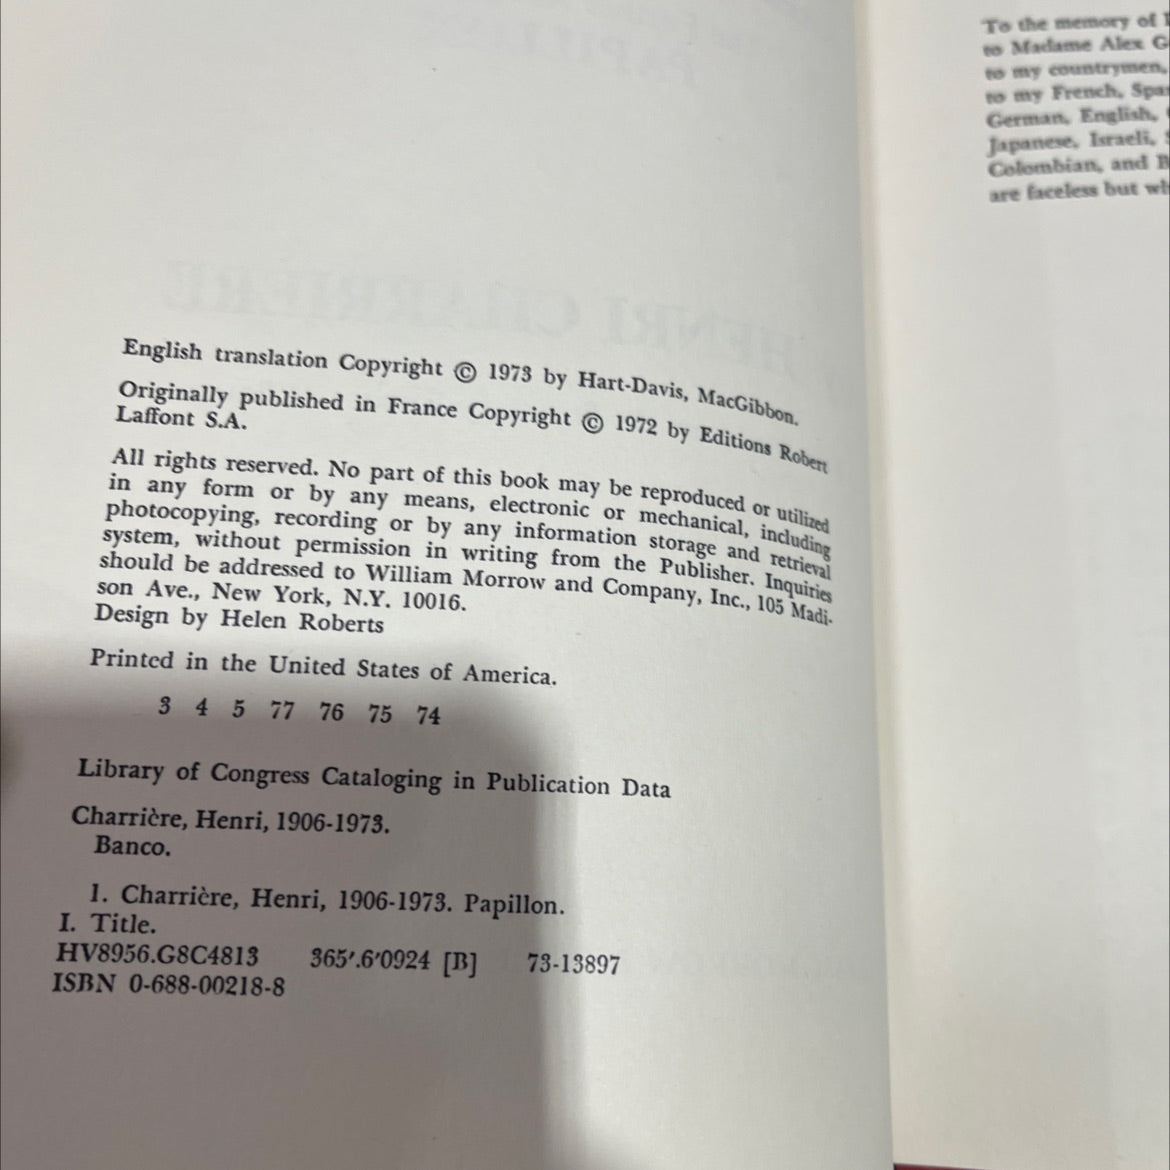 English translation Copyright © 1973 by Hart-Davis, MacGibbon.
Originally published in France Copyright © 1972 by Editions Robert
Laffont S.A.
All rights reserved. No part of this book may be reproduced or utilized
in any form or by any means, electronic or mechanical, including
photocopying, recording or by any information storage and retrieval
system, without permission in writing from the Publisher. Inquiries
should be addressed to William Morrow and Company, Inc., 105 Madi-
son Ave., New York, N.Y. 10016.
Design by Helen Roberts
Printed in the United States of America.
3 4 5 77 76 75 74
Library of Congress Cataloging in Publication Data
Charrière, Henri, 1906-1973.
Banco.
1. Charrière, Henri, 1906-1973. Papillon.
I. Title.
HV8956.G8C4813 365'.6'0924 [B] 73-13897
ISBN 0-688-00218-8
To the memory of
to Madame Alex
to my countrymen,
to my French,
German, English,
Japanese, Israeli,
Colombian, and
are faceless but